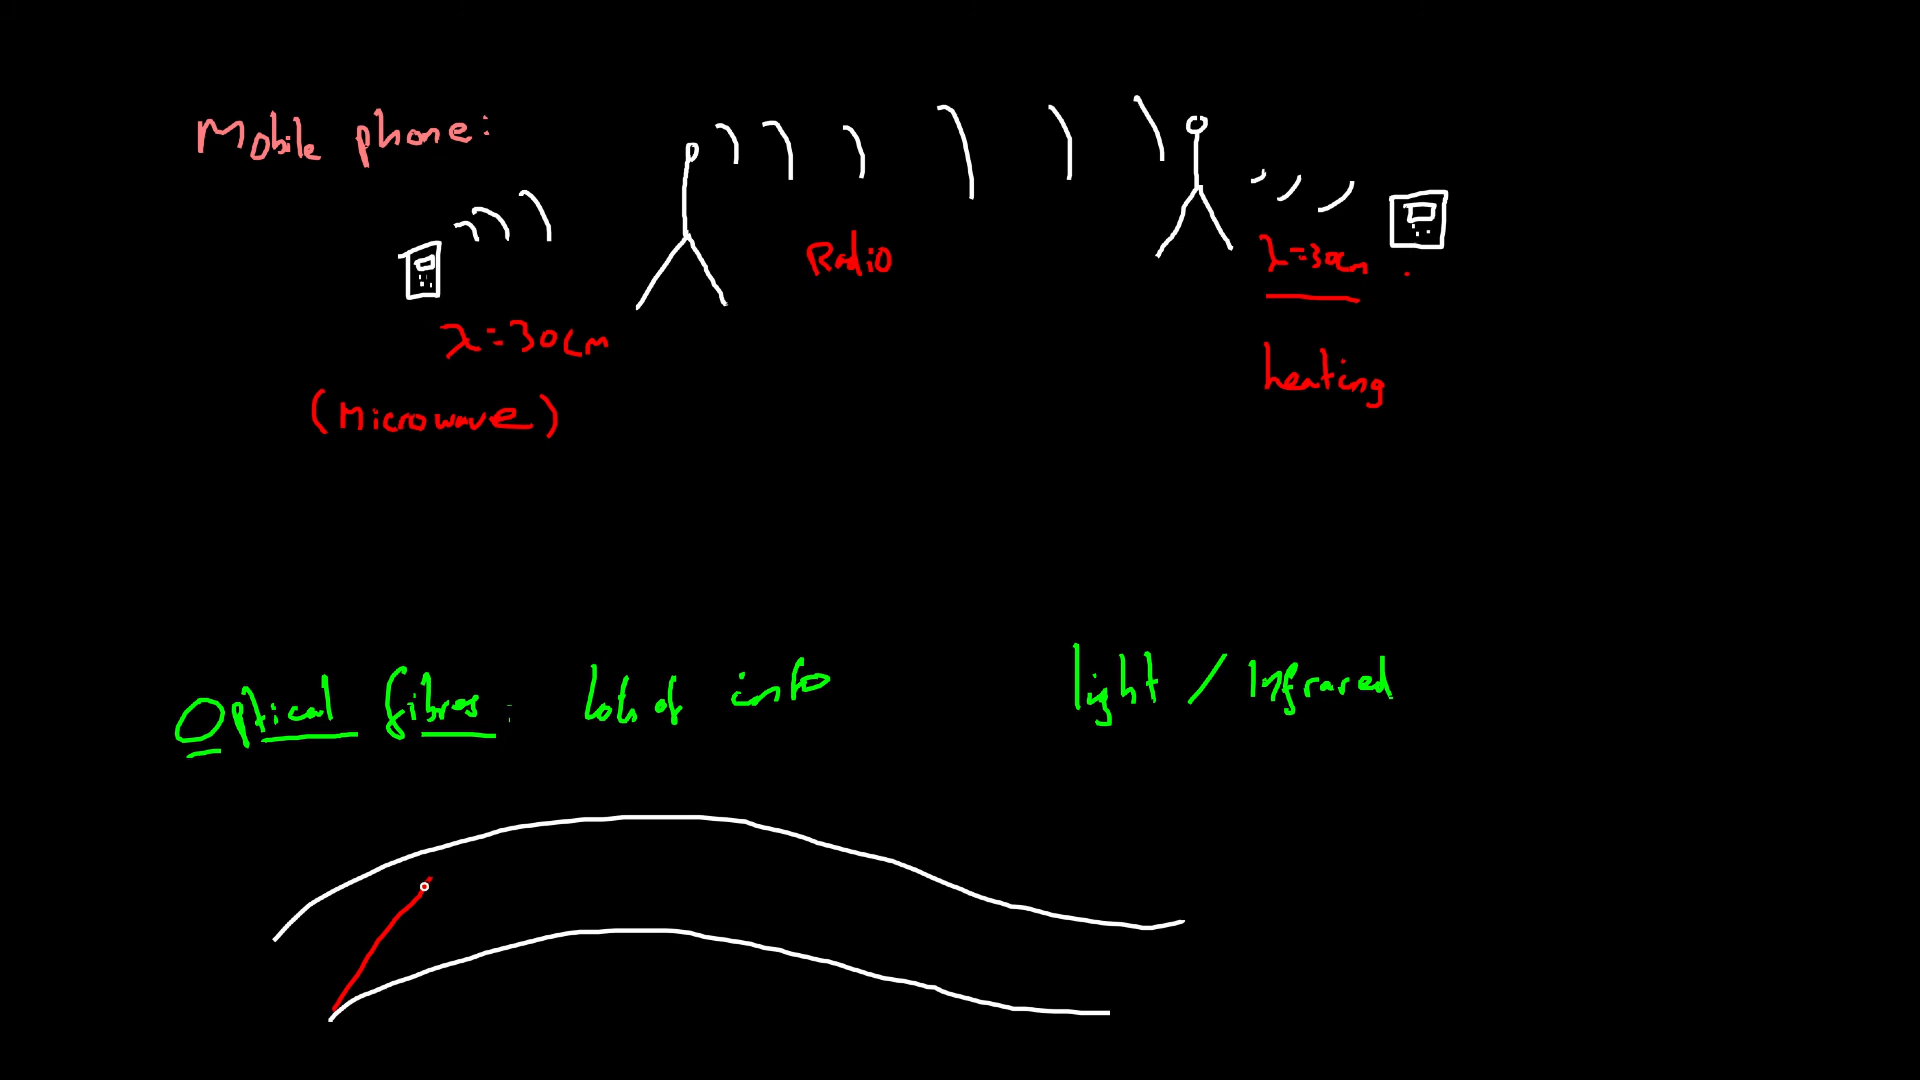 Mobile phone:
Radio
λ=30cm
heating
λ=30cm
(Microwave)
Optical fibres: lots of info
light / Infrared